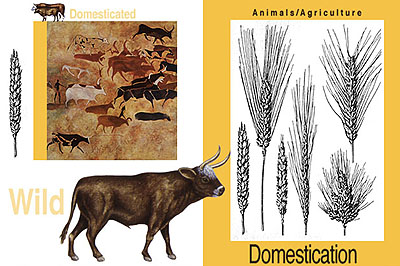 Domesticated
Wild
Animals/Agriculture
Domestication